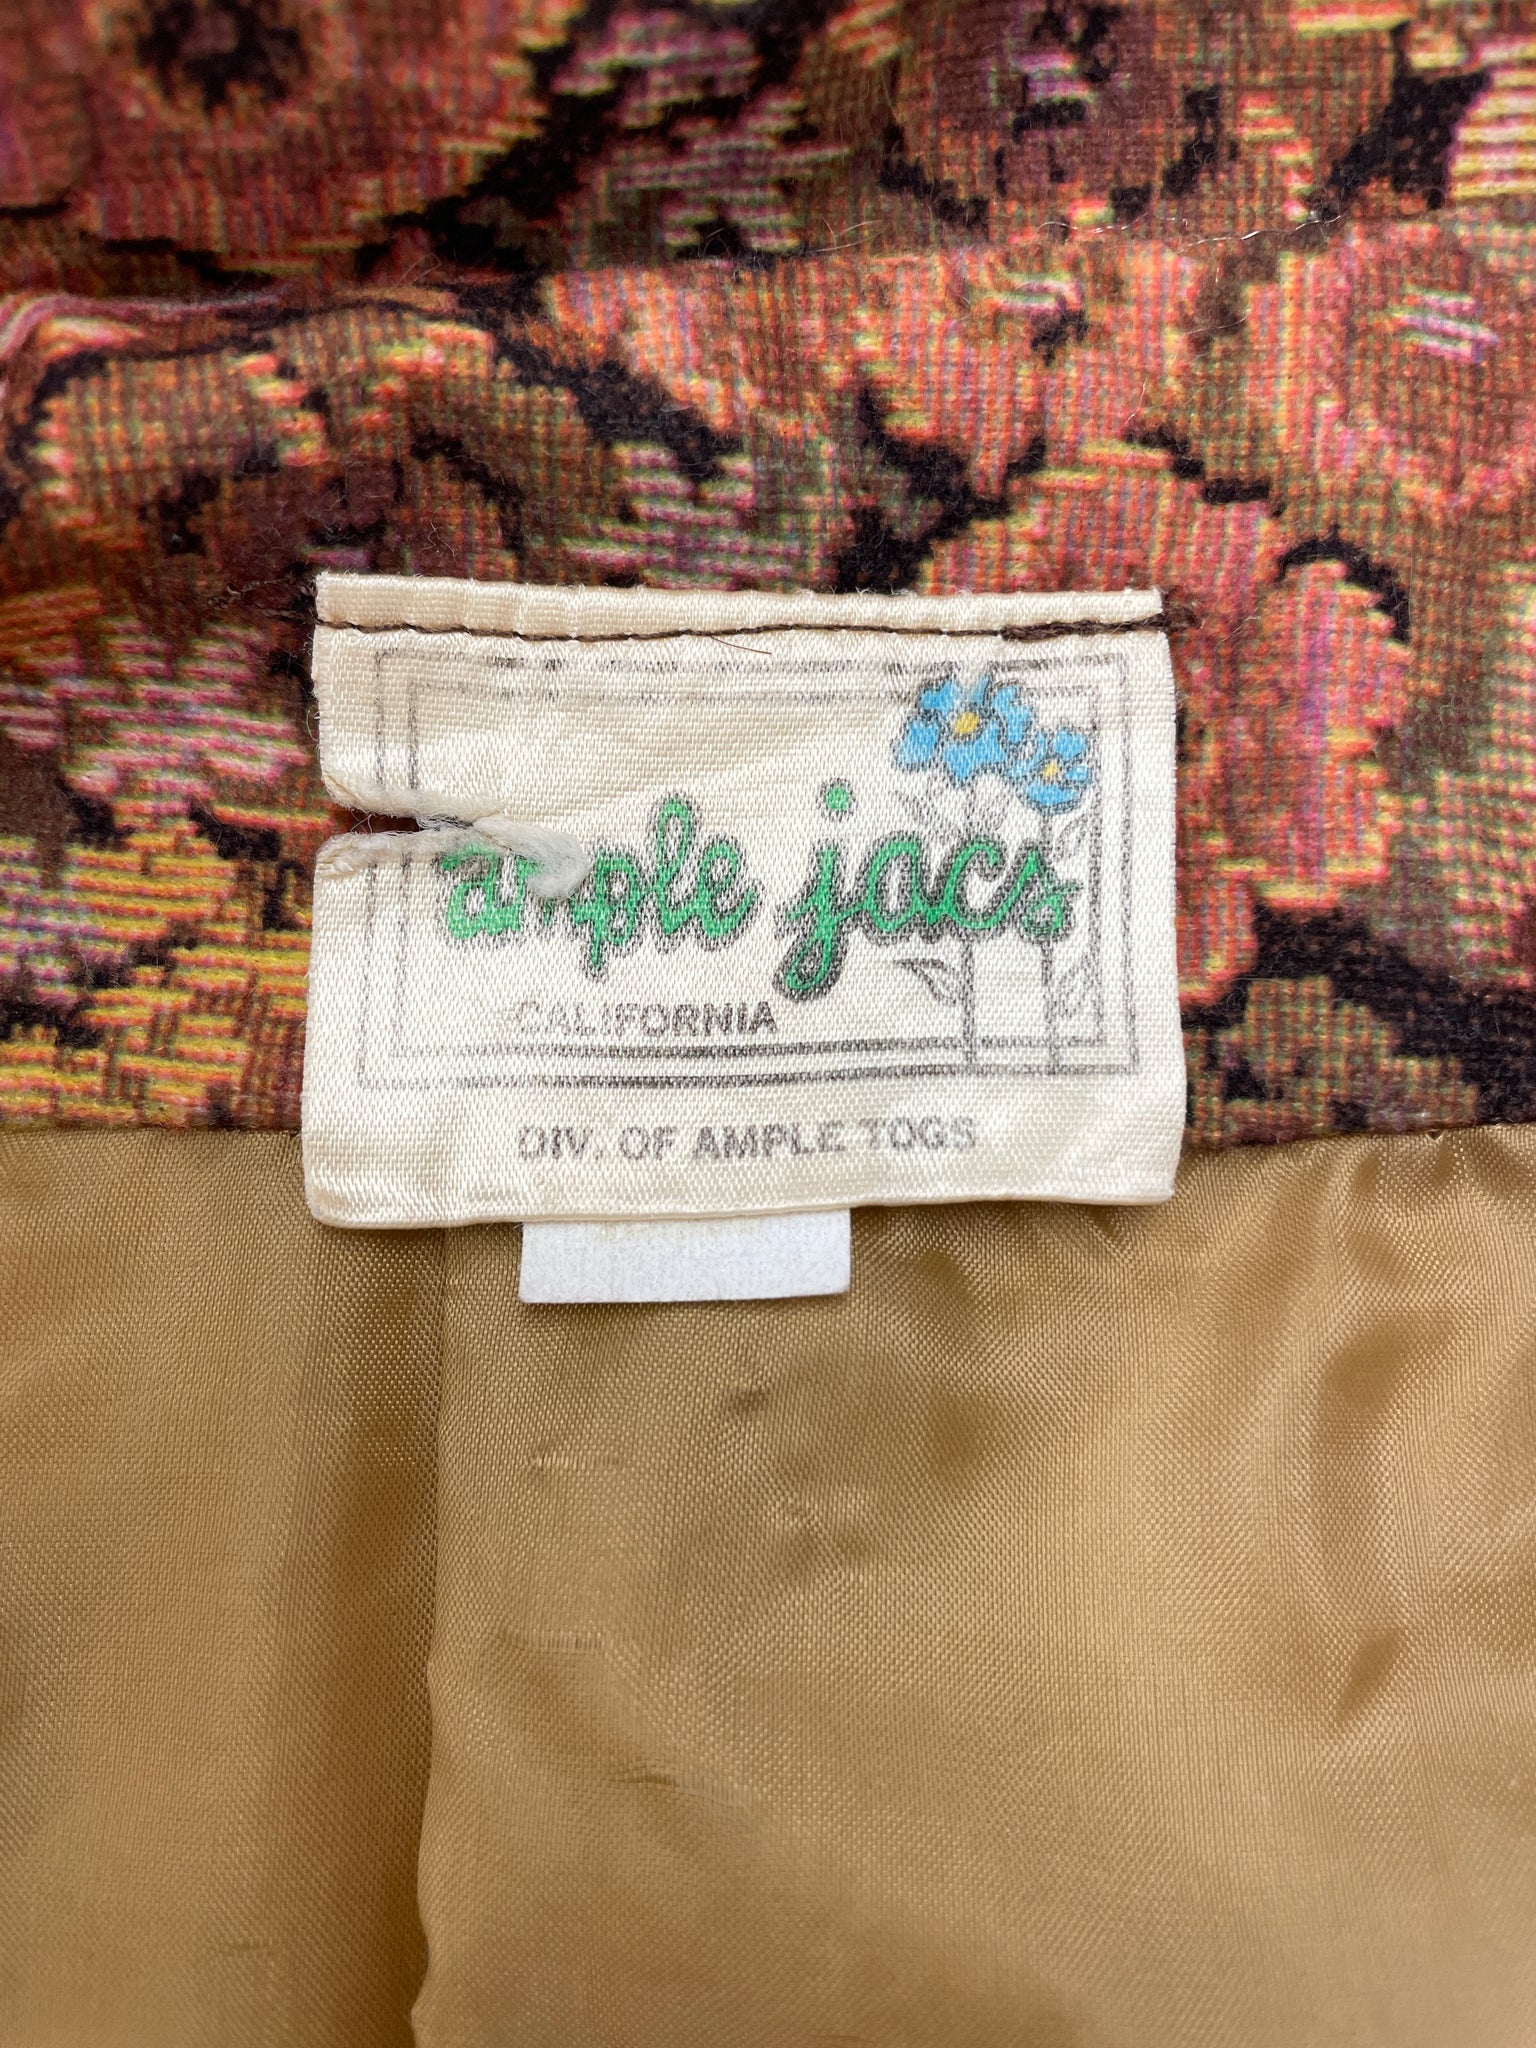 ample jacs
CALIFORNIA
DIV. OF AMPLE TOGS